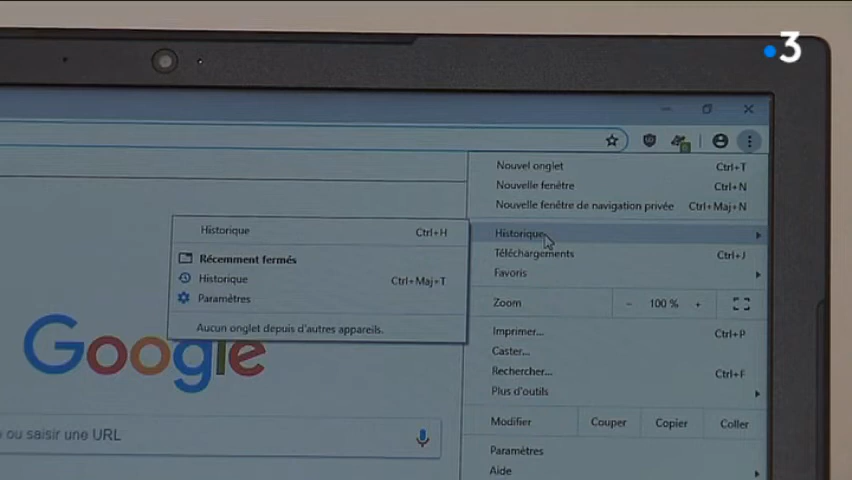 3
Nouvel onglet Ctrl+T
Nouvelle fenêtre Ctrl+N
Nouvelle fenêtre de navigation privée Ctrl+Maj+N
Historique
Téléchargements Ctrl+J
Favoris
Zoom - 100 % +
Imprimer... Ctrl+P
Caster...
Rechercher... Ctrl+F
Plus d'outils
Modifier Couper Copier Coller
Paramètres
Aide
Historique Ctrl+H
Récemment fermés
Historique Ctrl+Maj+T
Paramètres
Aucun onglet depuis d'autres appareils.
Google
ou saisir une URL